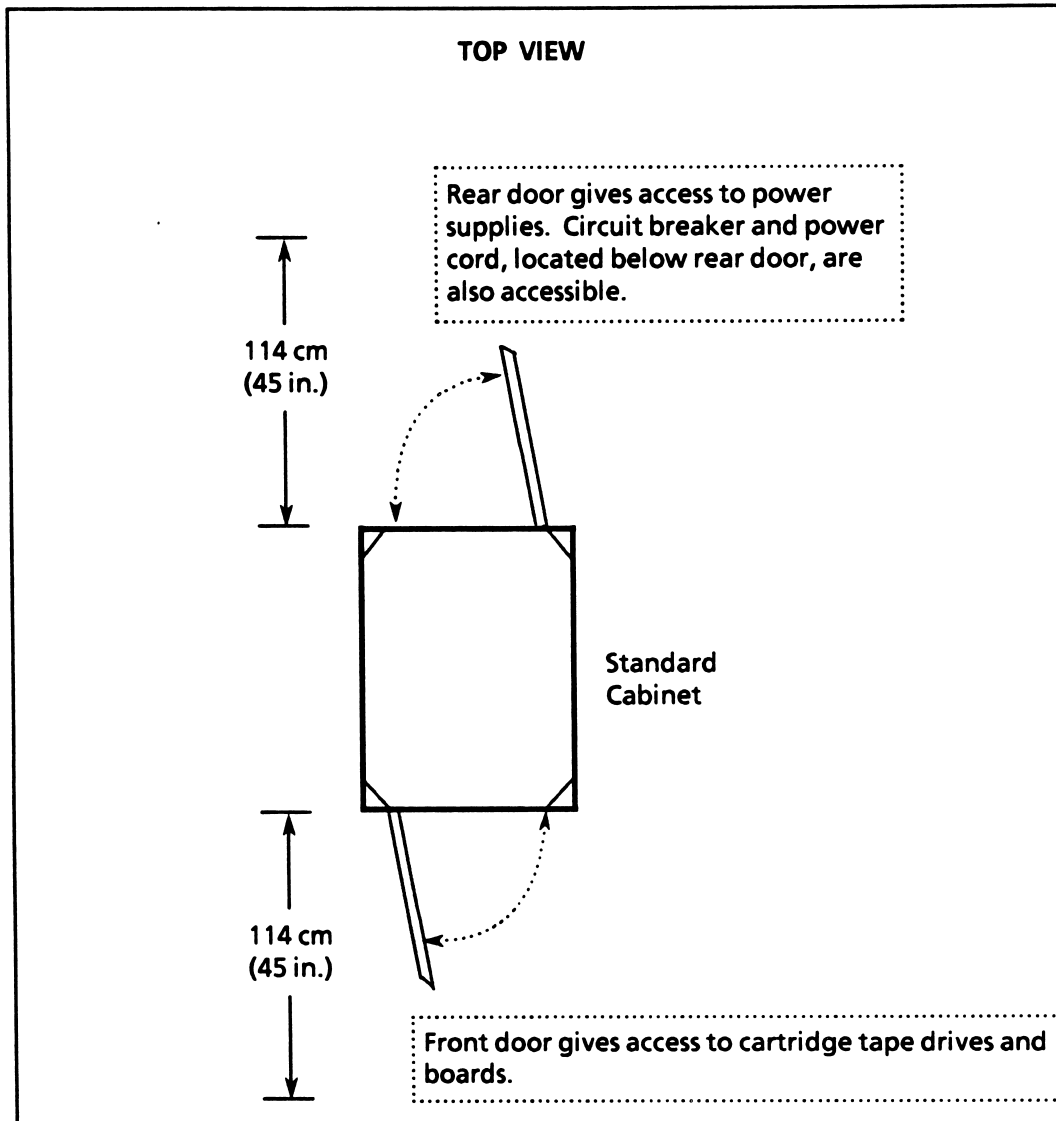 TOP VIEW
Rear door gives access to power
supplies. Circuit breaker and power
cord, located below rear door, are
also accessible.
114 cm
(45 in.)
Standard
Cabinet
114 cm
(45 in.)
Front door gives access to cartridge tape drives and
boards.